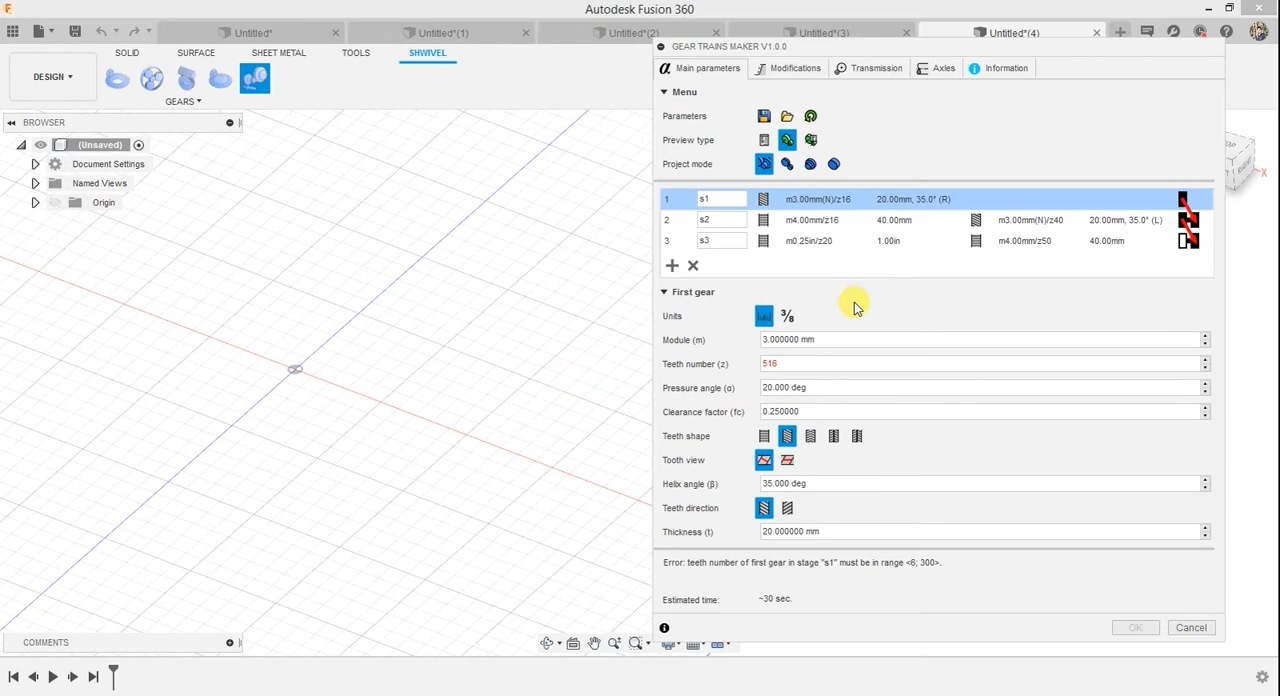 Autodesk Fusion 360
Untitled*
Untitled*(1)
Untitled*(2)
Untitled*(3)
Untitled*(4)
SOLID
SURFACE
SHEET METAL
TOOLS
SHWIVEL
DESIGN
GEARS
BROWSER
(Unsaved)
Document Settings
Named Views
Origin
GEAR TRAINS MAKER V1.0.0
Main parameters
Modifications
Transmission
Axles
Information
Menu
Parameters
Preview type
Project mode
1 s1 m3.00mm(N)/z16 20.00mm, 35.0° (R)
2 s2 m4.00mm/z16 40.00mm m3.00mm(N)/z40 20.00mm, 35.0° (L)
3 s3 m0.25in/z20 1.00in m4.00mm/z50 40.00mm
First gear
Units 3/8
Module (m) 3.000000 mm
Teeth number (z) 516
Pressure angle (α) 20.000 deg
Clearance factor (fc) 0.250000
Teeth shape
Tooth view
Helix angle (β) 35.000 deg
Teeth direction
Thickness (t) 20.000000 mm
Error: teeth number of first gear in stage "s1" must be in range <6; 300>.
Estimated time: ~30 sec.
OK
Cancel
COMMENTS
X